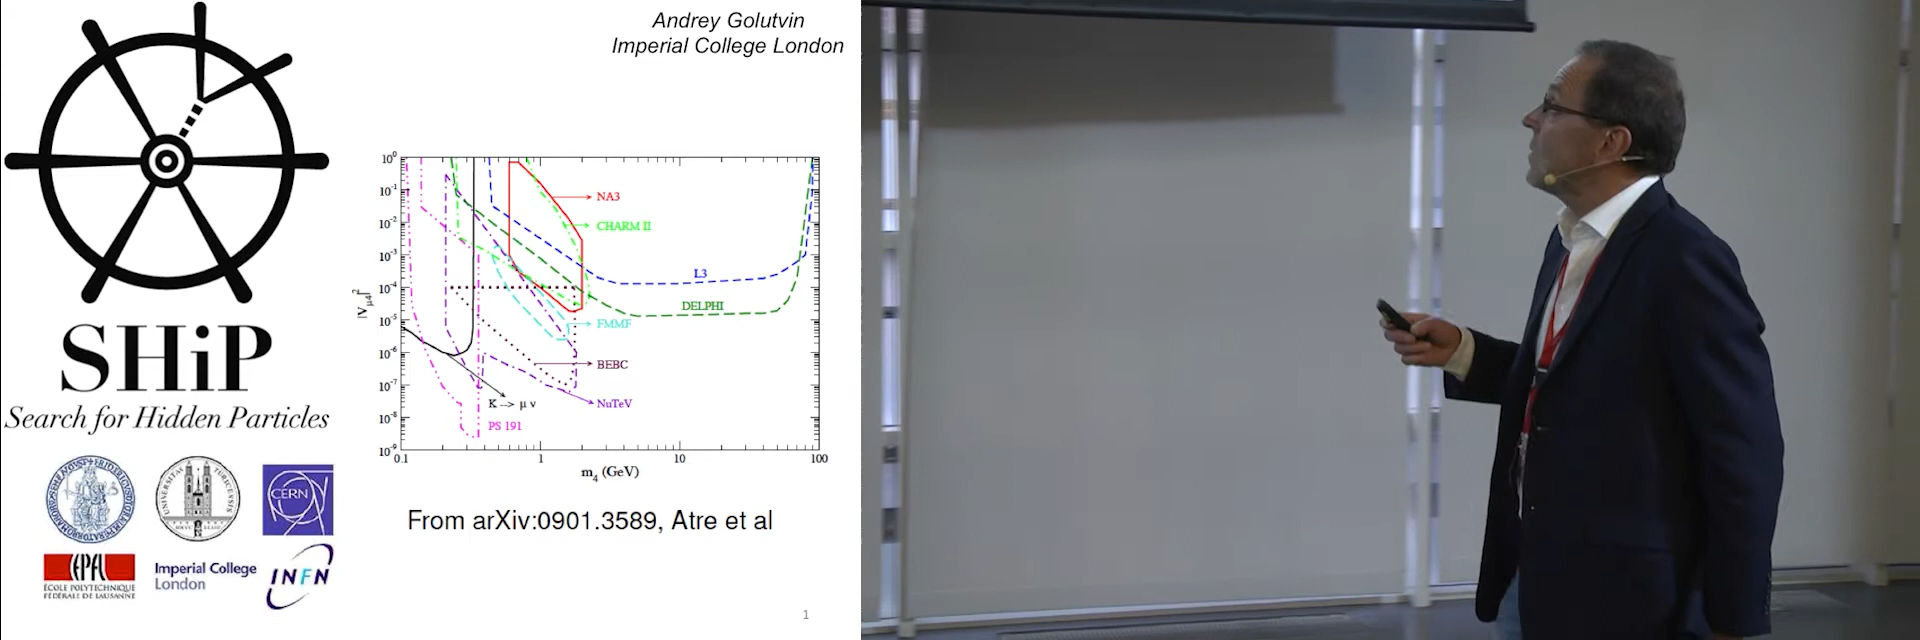 Andrey Golutvin
Imperial College London
SHiP
Search for Hidden Particles
CERN
EPFL
ÉCOLE POLYTECHNIQUE
FÉDÉRALE DE LAUSANNE
Imperial College
London
INFN
10^0
10^-1
10^-2
10^-3
10^-4
10^-5
10^-6
10^-7
10^-8
10^-9
|V_μ4|^2
NA3
CHARM II
L3
DELPHI
FMMF
BEBC
NuTeV
K --> μ ν
PS 191
0.1
1
10
100
m_4 (GeV)
From arXiv:0901.3589, Atre et al
1